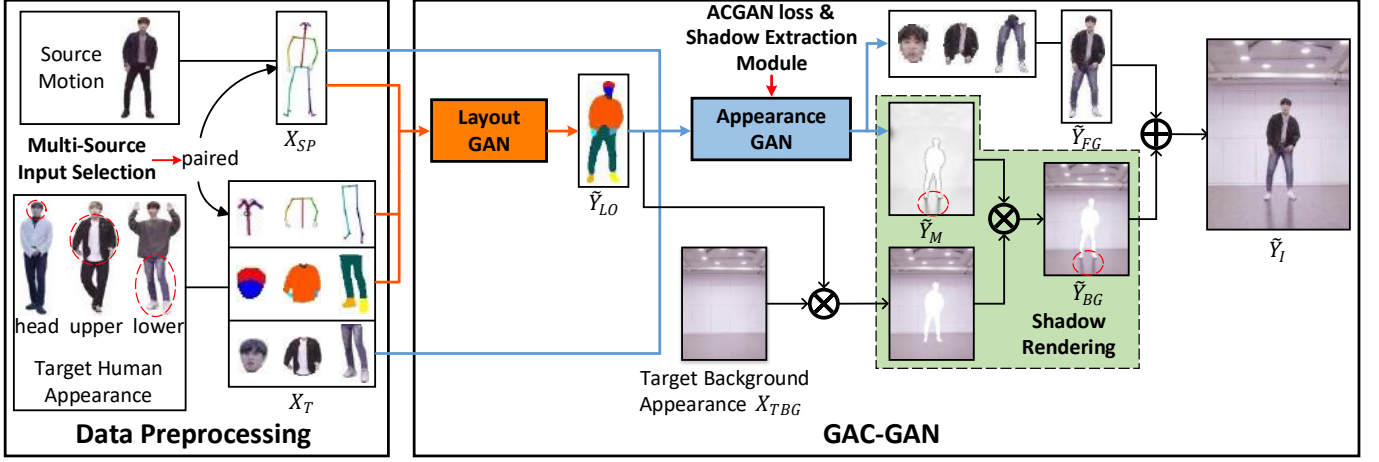 Source
Motion
X_SP
Multi-Source
Input Selection
paired
head upper lower
Target Human
Appearance
X_T
Data Preprocessing
Layout
GAN
Ỹ_LO
ACGAN loss &
Shadow Extraction
Module
Appearance
GAN
Ỹ_FG
Ỹ_M
Ỹ_BG
Shadow
Rendering
Ỹ_I
Target Background
Appearance X_TBG
GAC-GAN